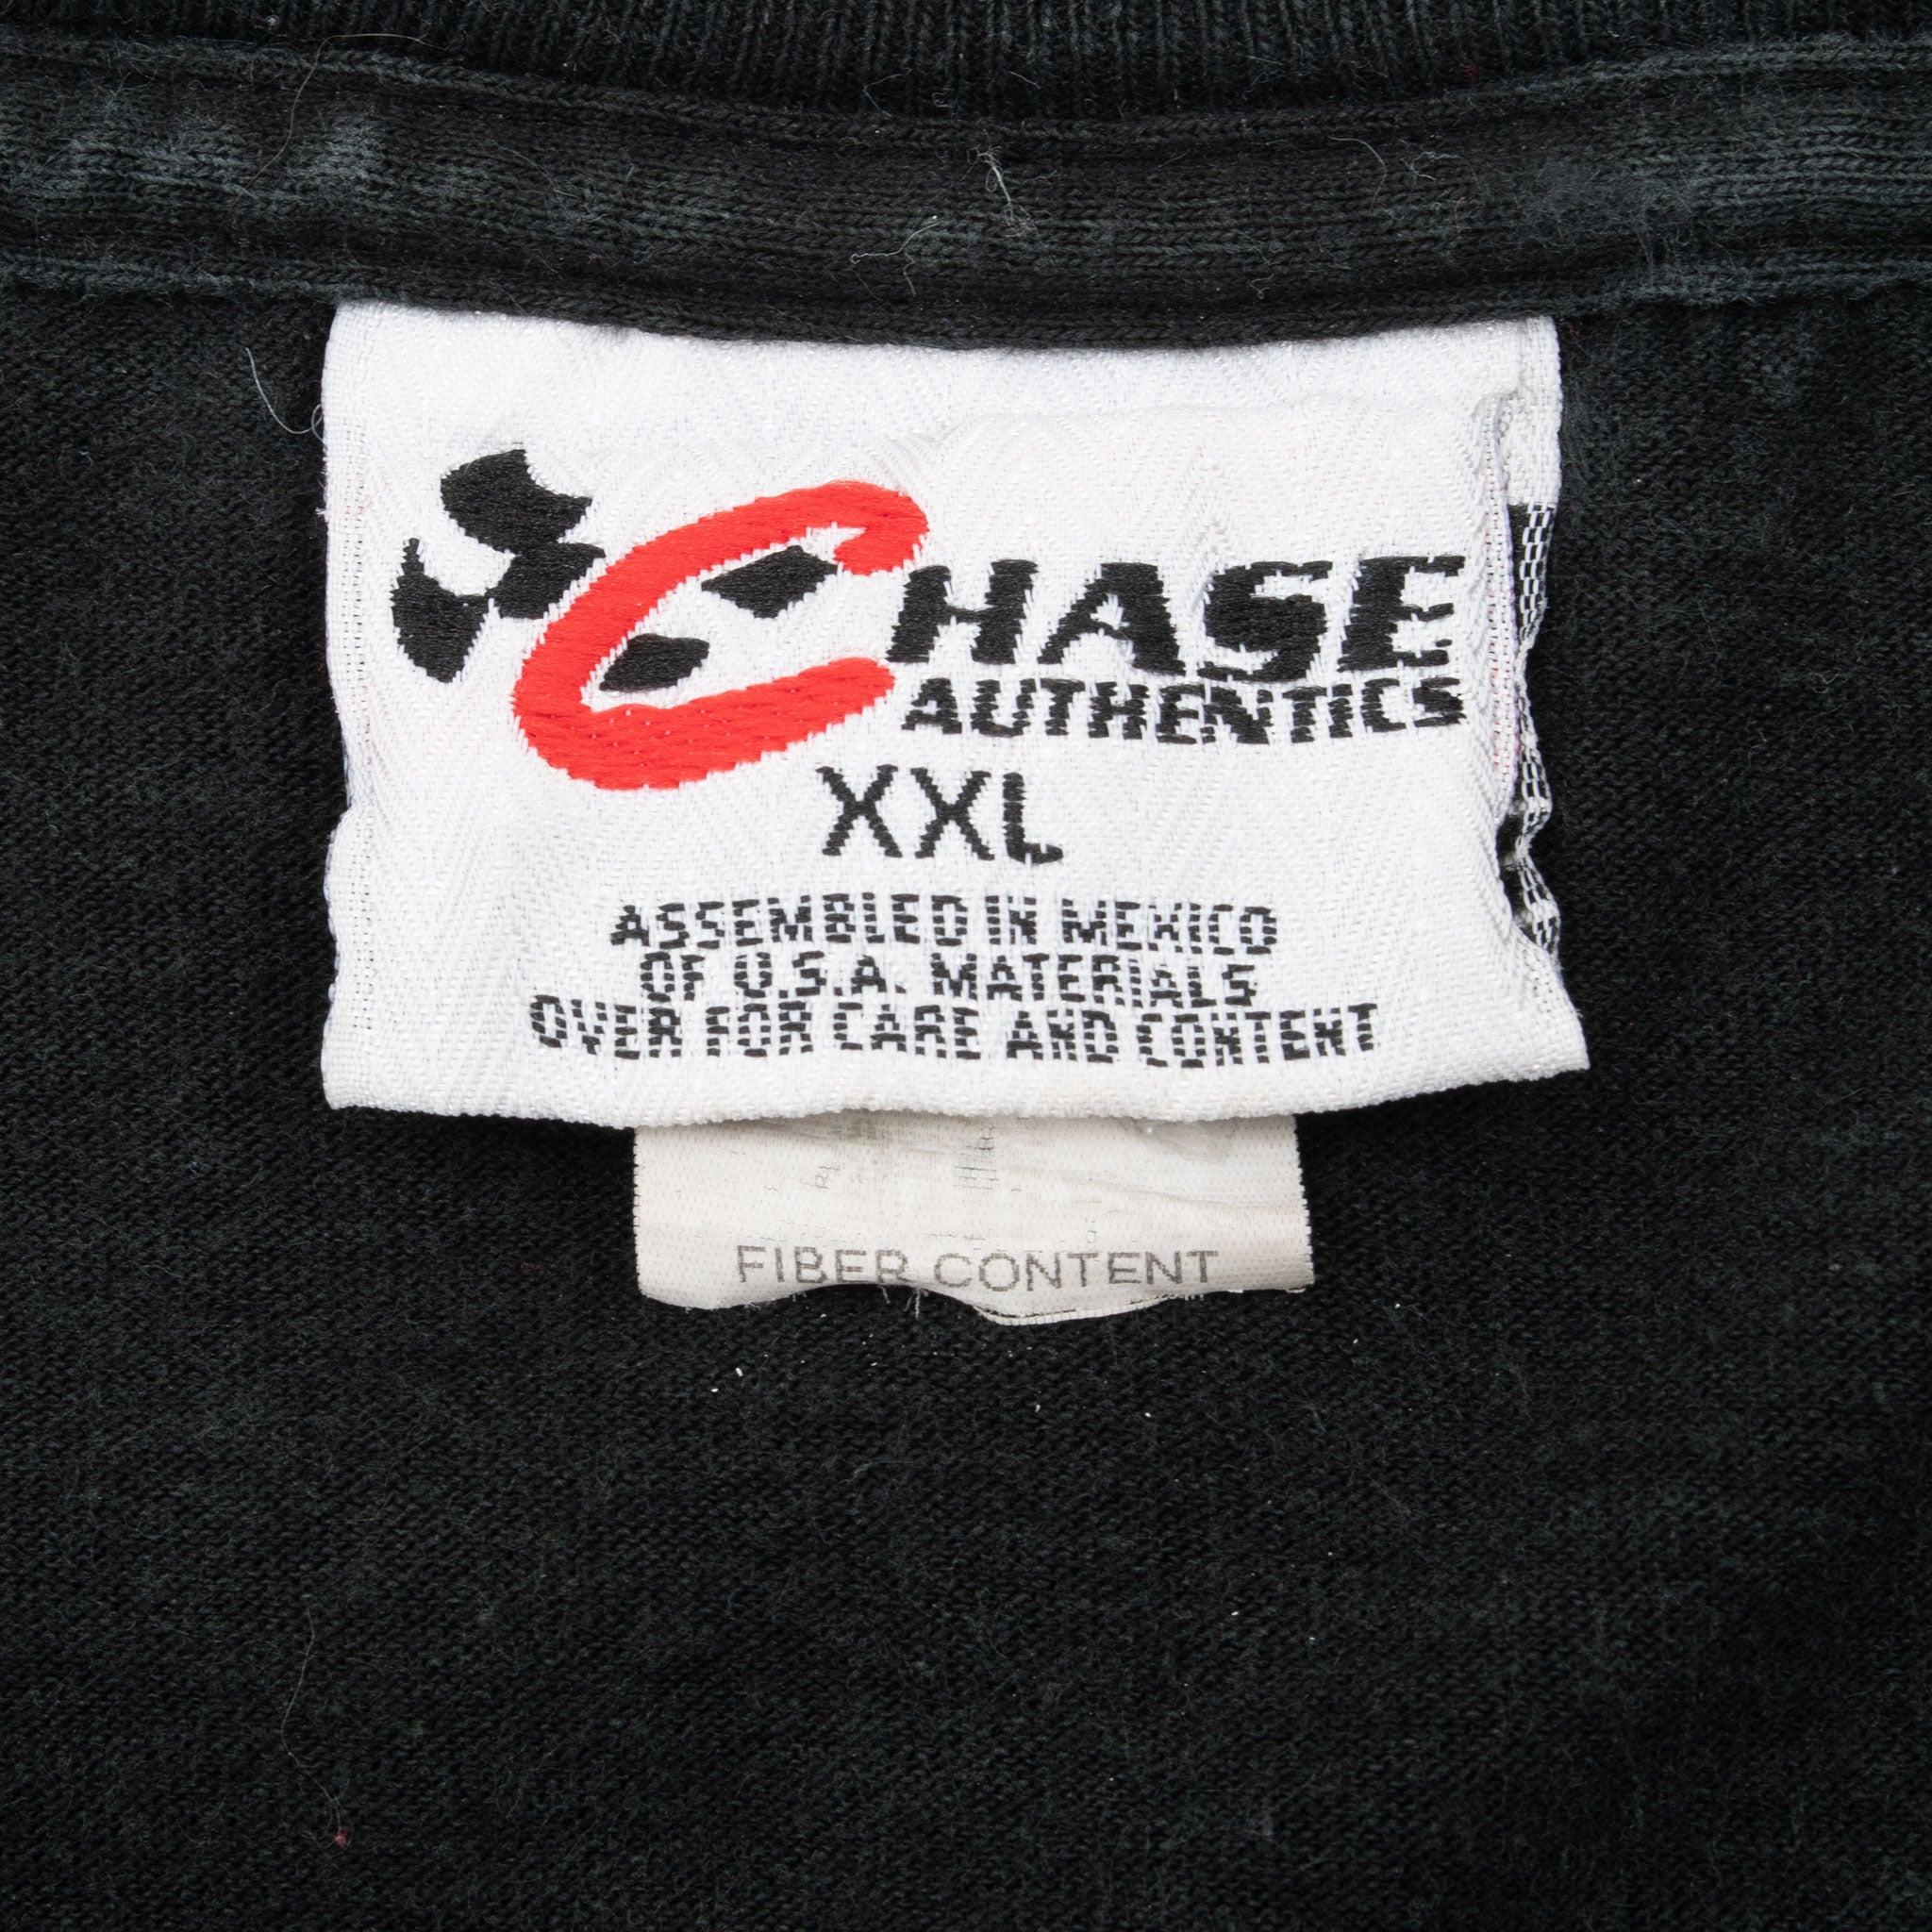 CHASE
AUTHENTICS
XXL
ASSEMBLED IN MEXICO
OF U.S.A. MATERIALS
OVER FOR CARE AND CONTENT
FIBER CONTENT